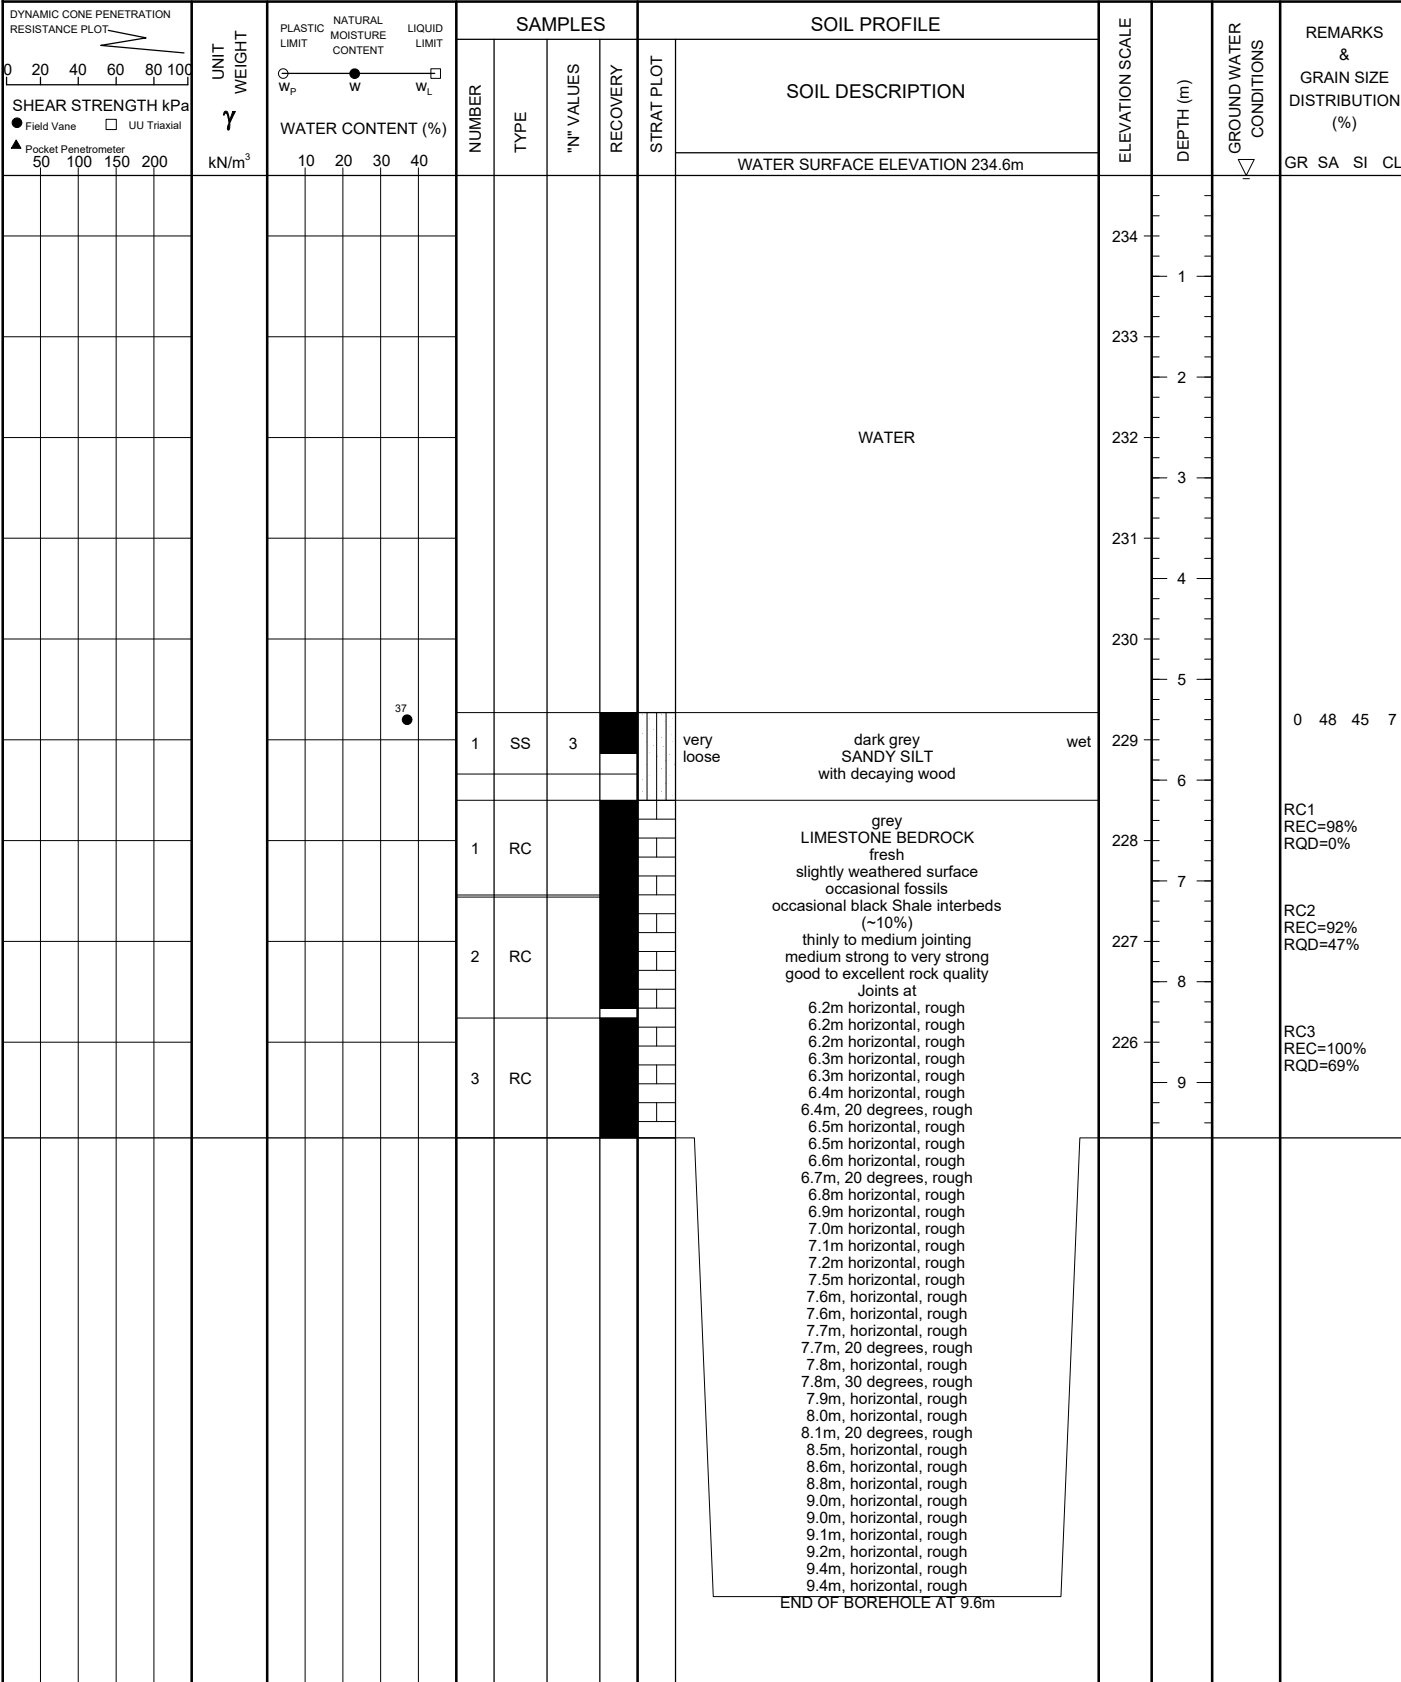 DYNAMIC CONE PENETRATION
RESISTANCE PLOT
0 20 40 60 80 100
SHEAR STRENGTH kPa
Field Vane UU Triaxial
Pocket Penetrometer
50 100 150 200
UNIT
WEIGHT
γ
kN/m³
PLASTIC
LIMIT
NATURAL
MOISTURE
CONTENT
LIQUID
LIMIT
WP W WL
WATER CONTENT (%)
10 20 30 40
SAMPLES
NUMBER
TYPE
"N" VALUES
RECOVERY
SOIL PROFILE
STRAT PLOT
SOIL DESCRIPTION
WATER SURFACE ELEVATION 234.6m
ELEVATION SCALE
DEPTH (m)
GROUND WATER
CONDITIONS
REMARKS
&
GRAIN SIZE
DISTRIBUTION
(%)
GR SA SI CL
234
1
233
2
WATER
232
3
231
4
230
5
37
1 SS 3
very
loose
dark grey
SANDY SILT
with decaying wood
wet
229
0 48 45 7
6
1 RC
grey
LIMESTONE BEDROCK
fresh
slightly weathered surface
occasional fossils
occasional black Shale interbeds
(~10%)
thinly to medium jointing
medium strong to very strong
good to excellent rock quality
Joints at
6.2m horizontal, rough
6.2m horizontal, rough
6.2m horizontal, rough
6.3m horizontal, rough
6.3m horizontal, rough
6.4m horizontal, rough
6.4m, 20 degrees, rough
6.5m horizontal, rough
6.5m horizontal, rough
6.6m horizontal, rough
6.7m, 20 degrees, rough
6.8m horizontal, rough
6.9m horizontal, rough
7.0m horizontal, rough
7.1m horizontal, rough
7.2m horizontal, rough
7.5m horizontal, rough
7.6m, horizontal, rough
7.6m, horizontal, rough
7.7m, horizontal, rough
7.7m, 20 degrees, rough
7.8m, horizontal, rough
7.8m, 30 degrees, rough
7.9m, horizontal, rough
8.0m, horizontal, rough
8.1m, 20 degrees, rough
8.5m, horizontal, rough
8.6m, horizontal, rough
8.8m, horizontal, rough
9.0m, horizontal, rough
9.0m, horizontal, rough
9.1m, horizontal, rough
9.2m, horizontal, rough
9.4m, horizontal, rough
9.4m, horizontal, rough
END OF BOREHOLE AT 9.6m
228
RC1
REC=98%
RQD=0%
7
2 RC
227
RC2
REC=92%
RQD=47%
8
3 RC
226
RC3
REC=100%
RQD=69%
9